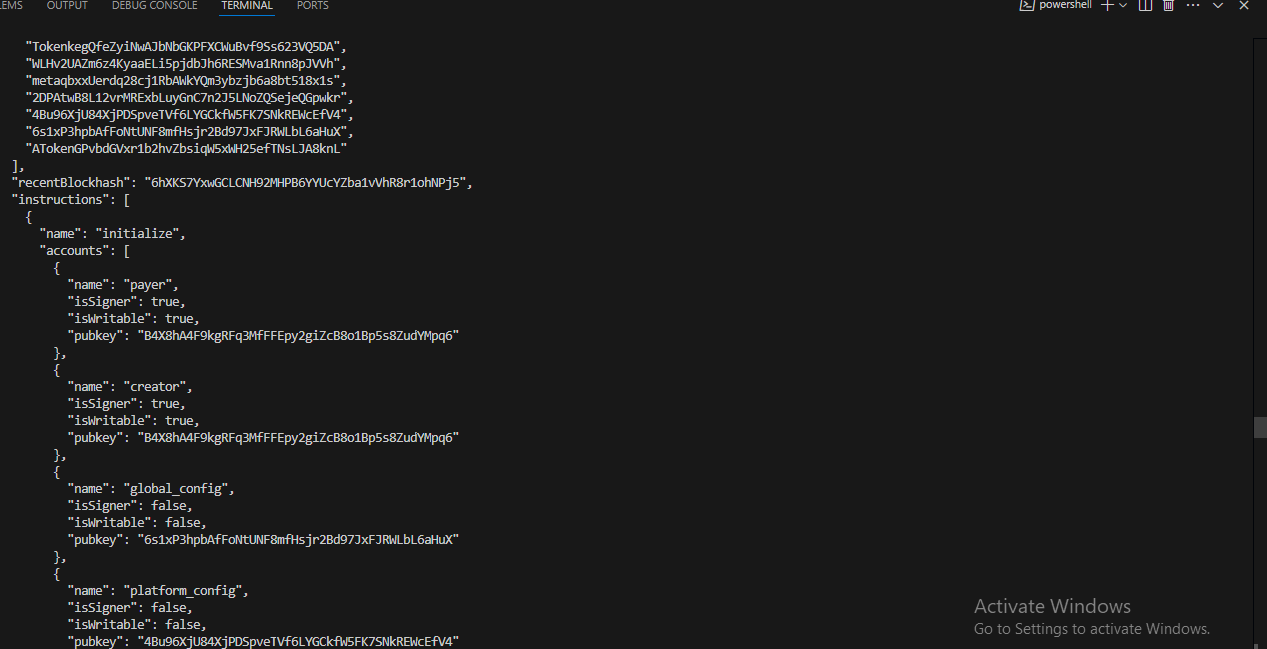 LEMS OUTPUT DEBUG CONSOLE TERMINAL PORTS powershell
"TokenkegQfeZyiNwAJbNbGKPFXCWuBvf9Ss623VQ5DA",
"WLHv2UAZm6z4KyaaELi5pjdbJh6RESMva1Rnn8pJVVh",
"metaqbxxUerdq28cj1RbAWkYQm3ybzjb6a8bt518x1s",
"2DPAtwB8L12vrMRExbLuyGnC7n2J5LNoZQSejeQGpwkr",
"4Bu96XjU84XjPDSpveTVf6LYGCkfW5FK7SNkREWcEfV4",
"6s1xP3hpbAfFoNtUNF8mfHsjr2Bd97JxFJRWLbL6aHuX",
"ATokenGPvbdGVxr1b2hvZbsiqW5xWH25efTNsLJA8knL"
],
"recentBlockhash": "6hXKS7YxwGCLCNH92MHPB6YYUcYZba1vVhR8r1ohNPj5",
"instructions": [
{
"name": "initialize",
"accounts": [
{
"name": "payer",
"isSigner": true,
"isWritable": true,
"pubkey": "B4X8hA4F9kgRFq3MfFFEpy2giZcB8o1Bp5s8ZudYMpq6"
},
{
"name": "creator",
"isSigner": true,
"isWritable": true,
"pubkey": "B4X8hA4F9kgRFq3MfFFEpy2giZcB8o1Bp5s8ZudYMpq6"
},
{
"name": "global_config",
"isSigner": false,
"isWritable": false,
"pubkey": "6s1xP3hpbAfFoNtUNF8mfHsjr2Bd97JxFJRWLbL6aHuX"
},
{
"name": "platform_config",
"isSigner": false,
"isWritable": false,
"pubkey": "4Bu96XjU84XjPDSpveTVf6LYGCkfW5FK7SNkREWcEfV4"
Activate Windows
Go to Settings to activate Windows.